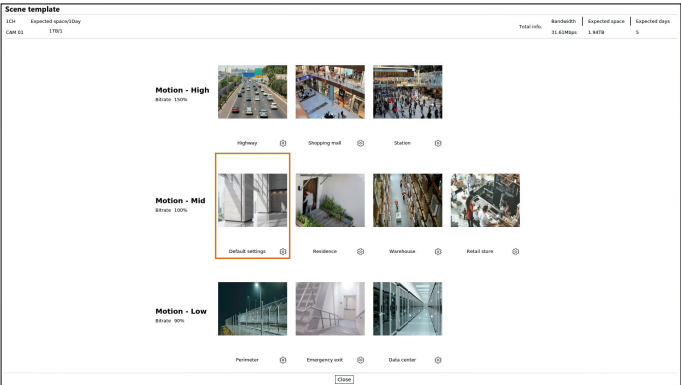 Scene template
1CH Expected space/1Day
CAM 01 1TB/1
Total info.
Bandwidth Expected space Expected days
31.61Mbps 1.94TB 5
Motion - High
Bitrate 150%
Highway Shopping mall Station
Motion - Mid
Bitrate 100%
Default settings Residence Warehouse Retail store
Motion - Low
Bitrate 90%
Perimeter Emergency exit Data center
Close